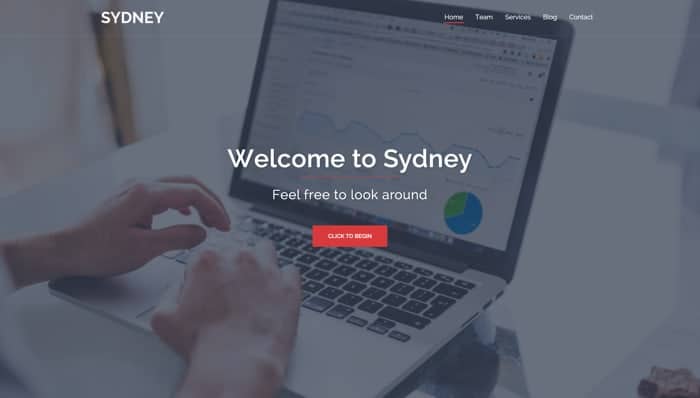 SYDNEY
Home Team Services Blog Contact
Welcome to Sydney
Feel free to look around
CLICK TO BEGIN